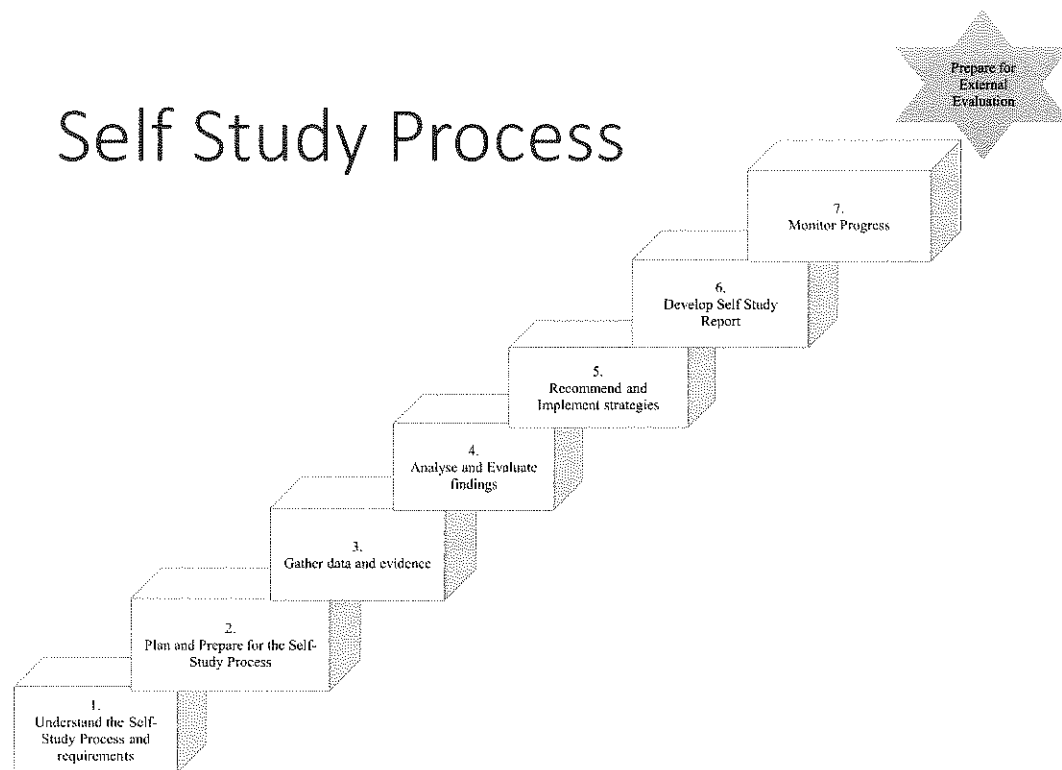 Self Study Process
Prepare for
External
Evaluation
7.
Monitor Progress
6.
Develop Self Study
Report
5.
Recommend and
Implement strategies
4.
Analyse and Evaluate
findings
3.
Gather data and evidence
2.
Plan and Prepare for the Self-
Study Process
1.
Understand the Self-
Study Process and
requirements